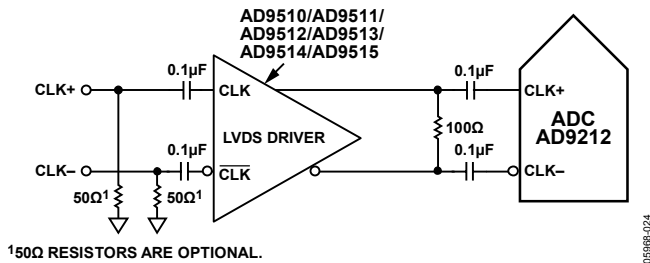 AD9510/AD9511/
AD9512/AD9513/
AD9514/AD9515
0.1µF
0.1µF
CLK+
CLK
CLK+
LVDS DRIVER
100Ω
ADC
AD9212
0.1µF
0.1µF
CLK–
CLK
CLK–
50Ω1
50Ω1
150Ω RESISTORS ARE OPTIONAL.
05968-024